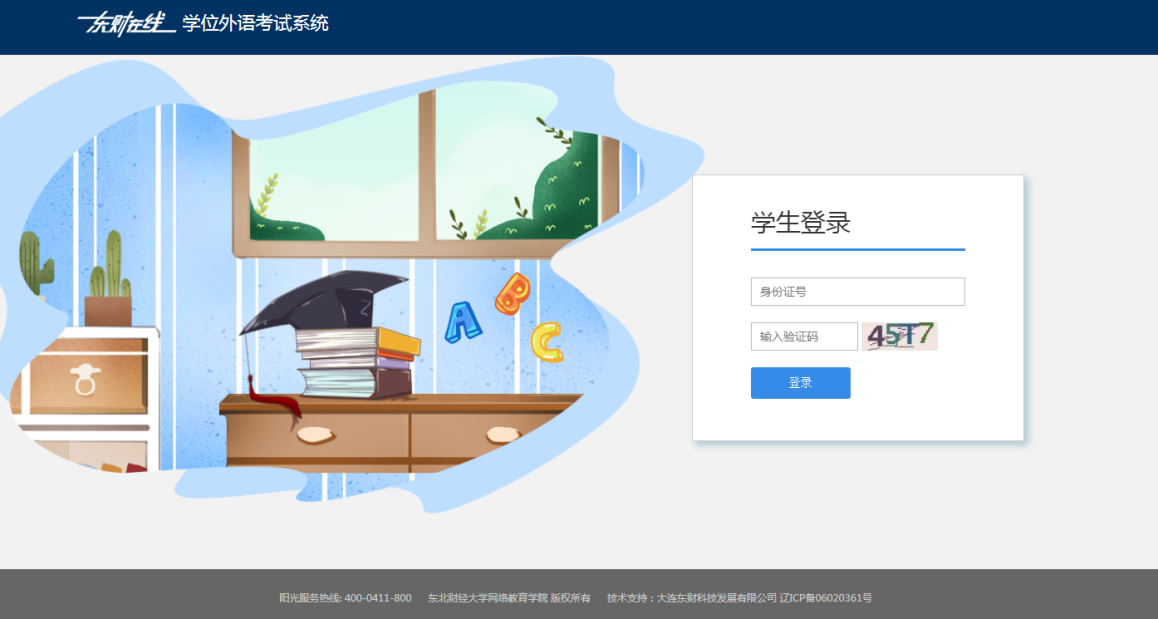 东财在线 学位外语考试系统
A B C
学生登录
身份证号
输入验证码 45T7
登录
阳光服务热线: 400-0411-800 东北财经大学网络教育学院 版权所有 技术支持：大连东财科技发展有限公司 辽ICP备06020361号